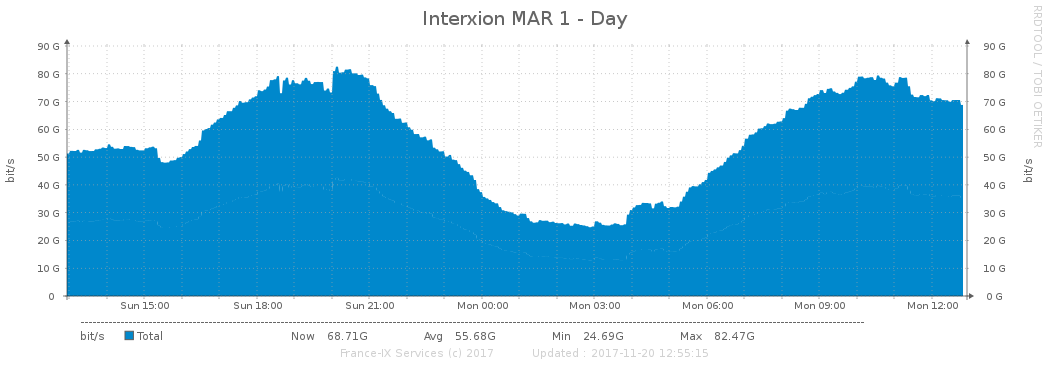 Interxion MAR 1 - Day
RRDTOOL / TOBI OETIKER
90 G 90 G
80 G 80 G
70 G 70 G
60 G 60 G
50 G 50 G
40 G 40 G
30 G 30 G
20 G 20 G
10 G 10 G
0 0 G
bit/s bit/s
Sun 15:00 Sun 18:00 Sun 21:00 Mon 00:00 Mon 03:00 Mon 06:00 Mon 09:00 Mon 12:00
bit/s Total Now 68.71G Avg 55.68G Min 24.69G Max 82.47G
France-IX Services (c) 2017 Updated : 2017-11-20 12:55:15